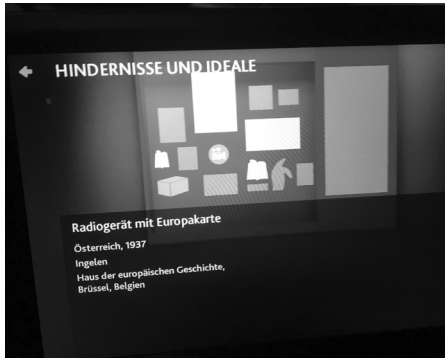 HINDERNISSE UND IDEALE
Radiogerät mit Europakarte
Österreich, 1937
Ingelen
Haus der europäischen Geschichte,
Brüssel, Belgien